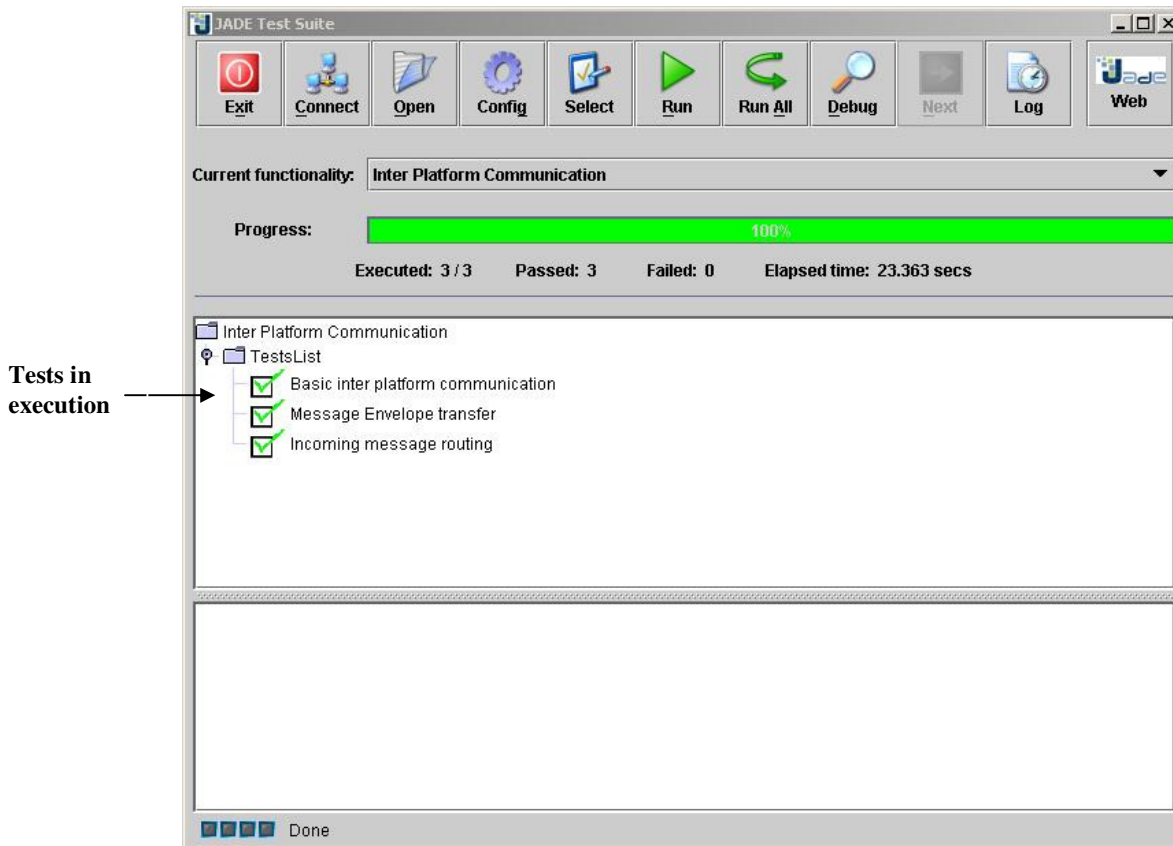 JADE Test Suite
Exit Connect Open Config Select Run Run All Debug Next Log Jade Web
Current functionality: Inter Platform Communication
Progress: 100%
Executed: 3 / 3 Passed: 3 Failed: 0 Elapsed time: 23.363 secs
Inter Platform Communication
TestsList
Tests in
execution
Basic inter platform communication
Message Envelope transfer
Incoming message routing
Done